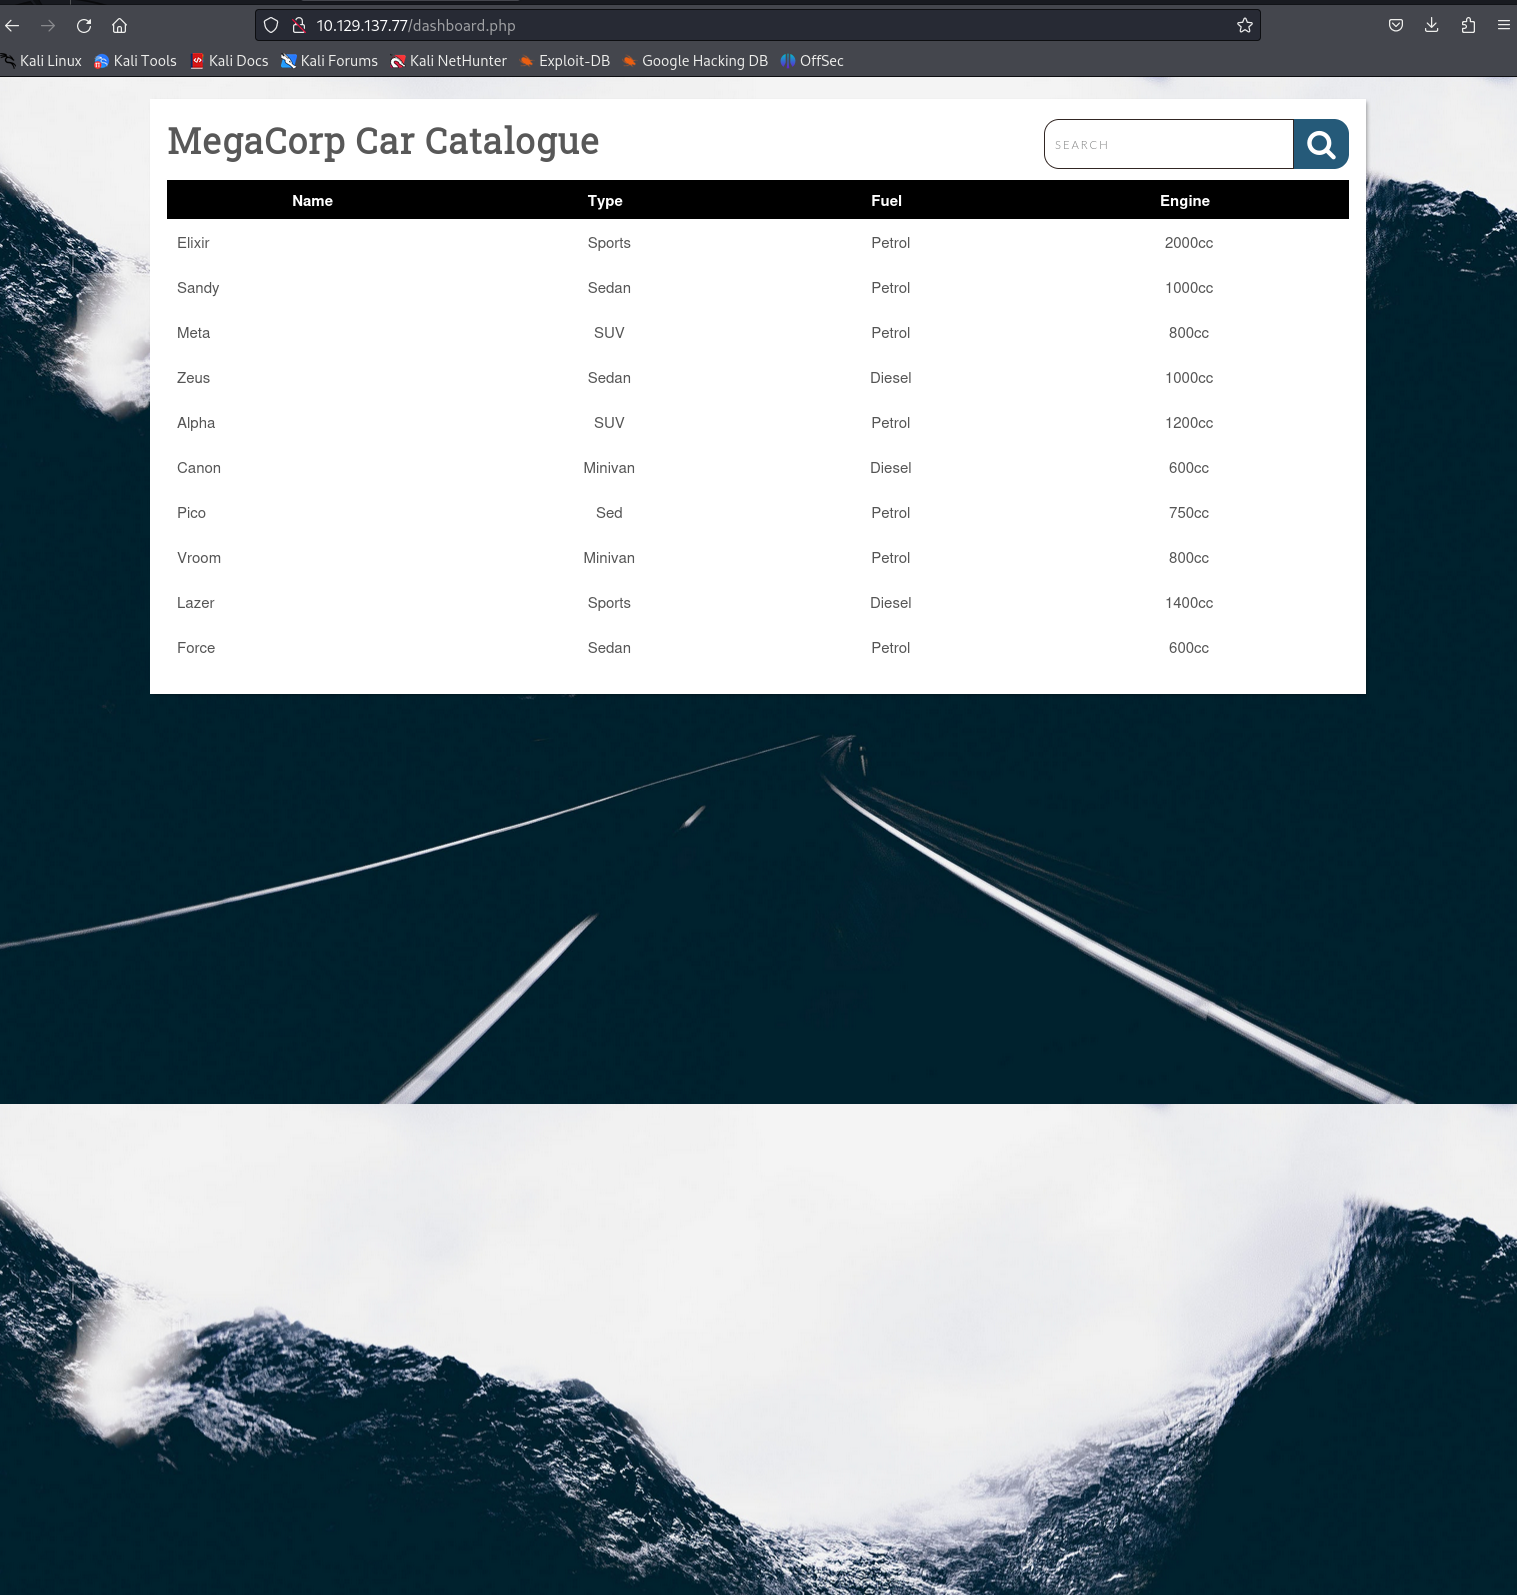 10.129.137.77/dashboard.php
Kali Linux Kali Tools Kali Docs Kali Forums Kali NetHunter Exploit-DB Google Hacking DB OffSec
MegaCorp Car Catalogue
SEARCH
Name Type Fuel Engine
Elixir Sports Petrol 2000cc
Sandy Sedan Petrol 1000cc
Meta SUV Petrol 800cc
Zeus Sedan Diesel 1000cc
Alpha SUV Petrol 1200cc
Canon Minivan Diesel 600cc
Pico Sed Petrol 750cc
Vroom Minivan Petrol 800cc
Lazer Sports Diesel 1400cc
Force Sedan Petrol 600cc